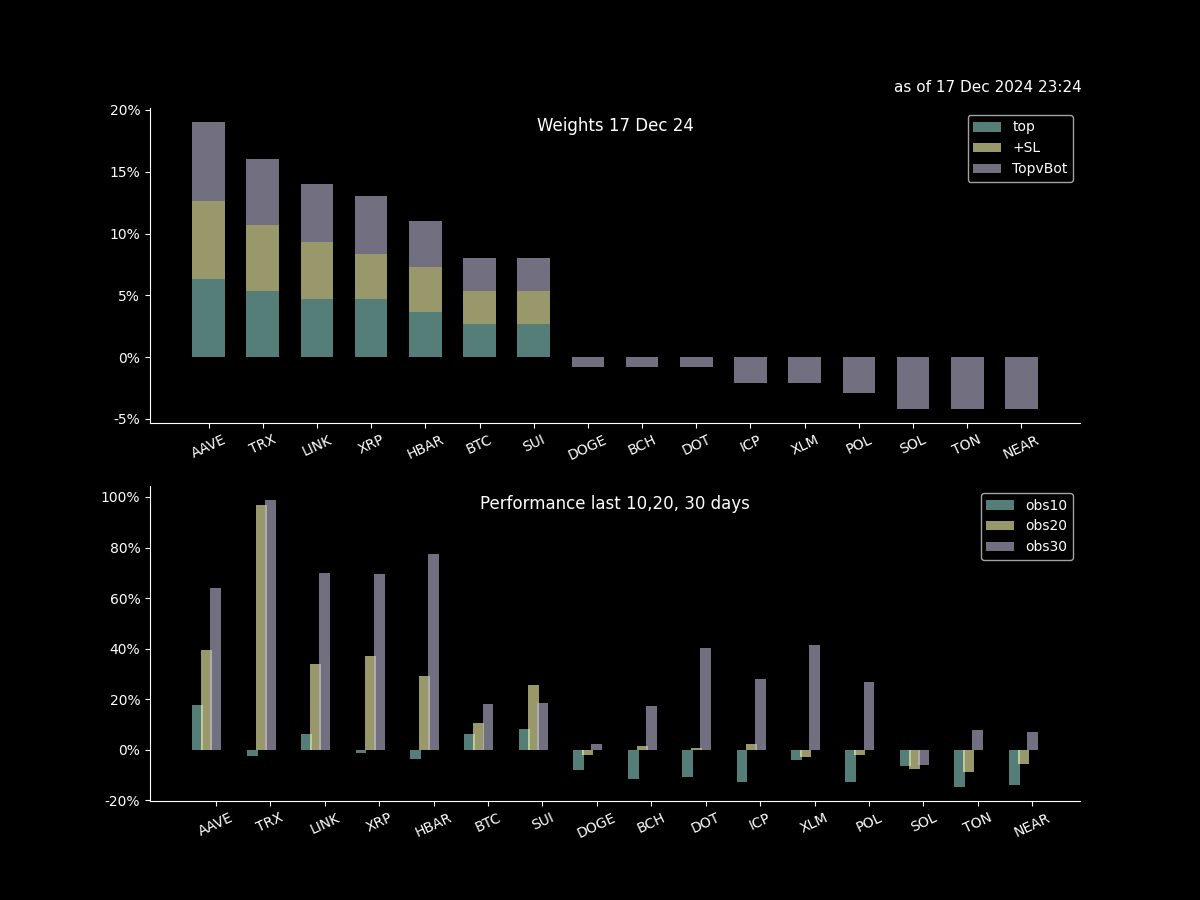 as of 17 Dec 2024 23:24
Weights 17 Dec 24
top
+SL
TopvBot
20%
15%
10%
5%
0%
-5%
AAVE TRX LINK XRP HBAR BTC SUI DOGE BCH DOT ICP XLM POL SOL TON NEAR
Performance last 10,20, 30 days
obs10
obs20
obs30
100%
80%
60%
40%
20%
0%
-20%
AAVE TRX LINK XRP HBAR BTC SUI DOGE BCH DOT ICP XLM POL SOL TON NEAR